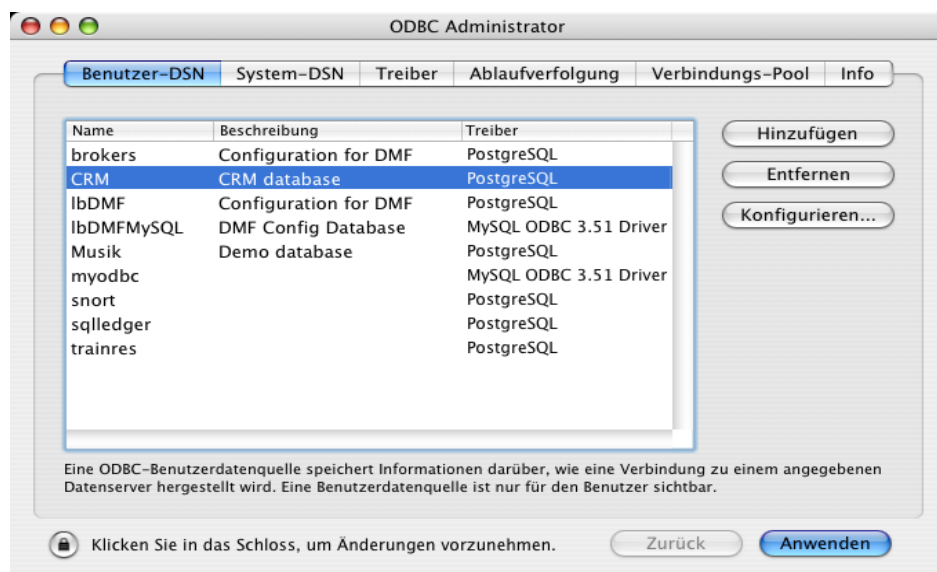 ODBC Administrator
Benutzer-DSN System-DSN Treiber Ablaufverfolgung Verbindungs-Pool Info
Name Beschreibung Treiber
brokers Configuration for DMF PostgreSQL
CRM CRM database PostgreSQL
lbDMF Configuration for DMF PostgreSQL
lbDMFMySQL DMF Config Database MySQL ODBC 3.51 Driver
Musik Demo database PostgreSQL
myodbc MySQL ODBC 3.51 Driver
snort PostgreSQL
sqlledger PostgreSQL
trainres PostgreSQL
Hinzufügen
Entfernen
Konfigurieren...
Eine ODBC-Benutzerdatenquelle speichert Informationen darüber, wie eine Verbindung zu einem angegebenen
Datenserver hergestellt wird. Eine Benutzerdatenquelle ist nur für den Benutzer sichtbar.
Klicken Sie in das Schloss, um Änderungen vorzunehmen. Zurück Anwenden